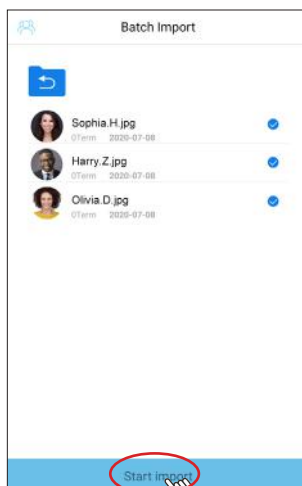 Batch Import
Sophia.H.jpg
0Term 2020-07-08
Harry.Z.jpg
0Term 2020-07-08
Olivia.D.jpg
0Term 2020-07-08
Start import